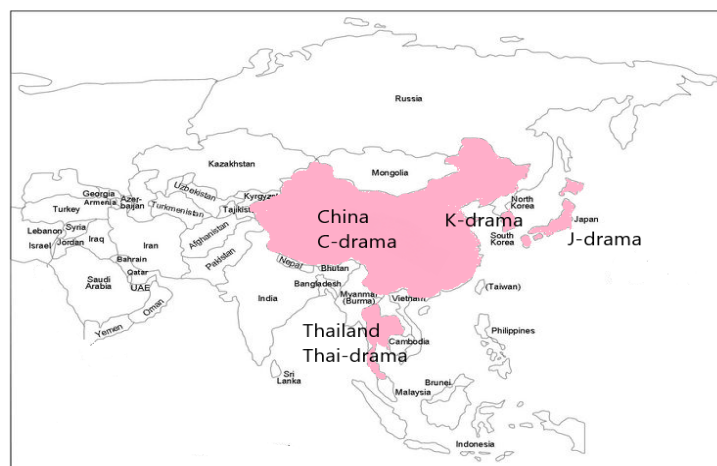 Russia
Kazakhstan
Mongolia
Georgia
Armenia
Azer-
baijan
Uzbekistan
Turkmenistan
Kyrgyz
Tajikis
Turkey
Lebanon
Syria
Israel
Jordan
Iraq
Iran
Afghanistan
Pakistan
Bahrain
Qatar
UAE
Saudi
Arabia
Oman
Yemen
China
C-drama
K-drama
North
Korea
South
Korea
Japan
J-drama
Nepal
Bhutan
Bangladesh
India
Myanmar
(Burma)
Vietnam
(Taiwan)
Thailand
Thai-drama
Cambodia
Philippines
Sri
Lanka
Brunei
Malaysia
Indonesia